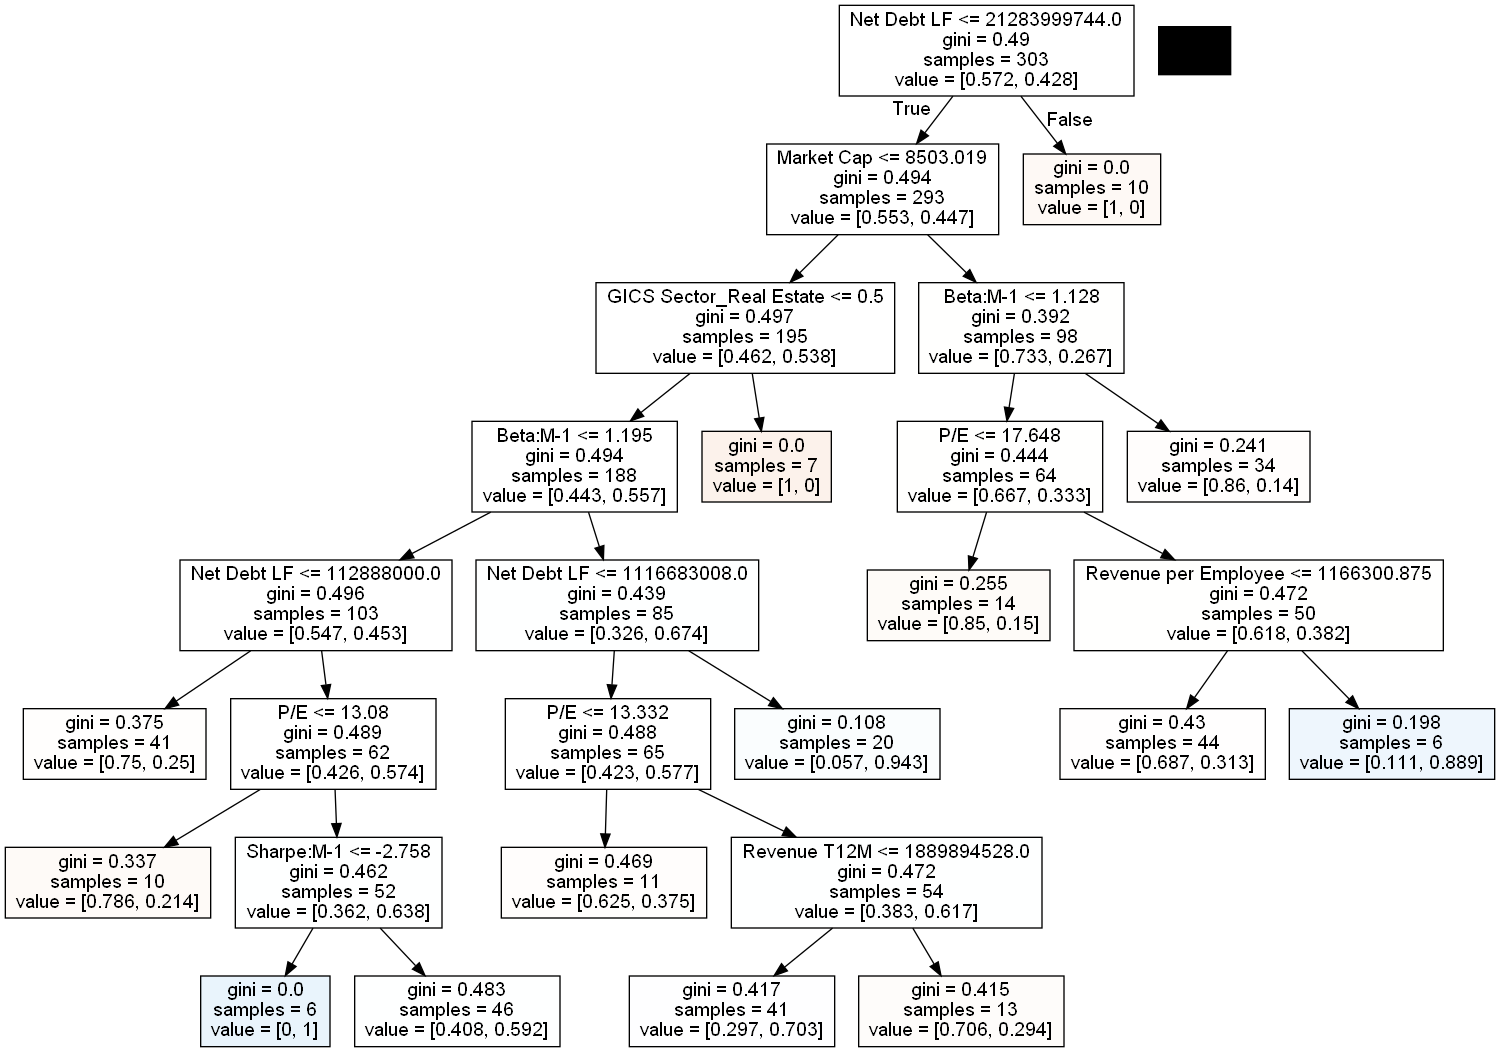 Net Debt LF <= 21283999744.0
gini = 0.49
samples = 303
value = [0.572, 0.428]
True
False
Market Cap <= 8503.019
gini = 0.494
samples = 293
value = [0.553, 0.447]
gini = 0.0
samples = 10
value = [1, 0]
GICS Sector_Real Estate <= 0.5
gini = 0.497
samples = 195
value = [0.462, 0.538]
Beta:M-1 <= 1.128
gini = 0.392
samples = 98
value = [0.733, 0.267]
Beta:M-1 <= 1.195
gini = 0.494
samples = 188
value = [0.443, 0.557]
gini = 0.0
samples = 7
value = [1, 0]
P/E <= 17.648
gini = 0.444
samples = 64
value = [0.667, 0.333]
gini = 0.241
samples = 34
value = [0.86, 0.14]
Net Debt LF <= 112888000.0
gini = 0.496
samples = 103
value = [0.547, 0.453]
Net Debt LF <= 1116683008.0
gini = 0.439
samples = 85
value = [0.326, 0.674]
gini = 0.255
samples = 14
value = [0.85, 0.15]
Revenue per Employee <= 1166300.875
gini = 0.472
samples = 50
value = [0.618, 0.382]
gini = 0.375
samples = 41
value = [0.75, 0.25]
P/E <= 13.08
gini = 0.489
samples = 62
value = [0.426, 0.574]
P/E <= 13.332
gini = 0.488
samples = 65
value = [0.423, 0.577]
gini = 0.108
samples = 20
value = [0.057, 0.943]
gini = 0.43
samples = 44
value = [0.687, 0.313]
gini = 0.198
samples = 6
value = [0.111, 0.889]
gini = 0.337
samples = 10
value = [0.786, 0.214]
Sharpe:M-1 <= -2.758
gini = 0.462
samples = 52
value = [0.362, 0.638]
gini = 0.469
samples = 11
value = [0.625, 0.375]
Revenue T12M <= 1889894528.0
gini = 0.472
samples = 54
value = [0.383, 0.617]
gini = 0.0
samples = 6
value = [0, 1]
gini = 0.483
samples = 46
value = [0.408, 0.592]
gini = 0.417
samples = 41
value = [0.297, 0.703]
gini = 0.415
samples = 13
value = [0.706, 0.294]